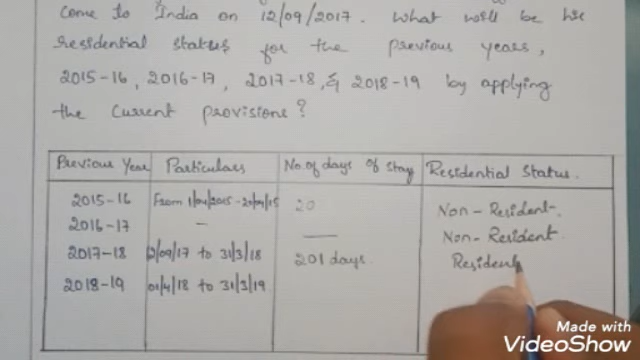 come to India on 12/09/2017. What will be his
residential status for the previous years,
2015-16, 2016-17, 2017-18, & 2018-19 by applying
the current provisions?
Previous Year Particulars No. of days of stay Residential Status.
2015-16 From 1/04/2015-20/04/15 20 Non-Resident.
2016-17 - — Non-Resident
2017-18 12/09/17 to 31/3/18 201 days. Resident
2018-19 01/4/18 to 31/3/19
Made with
VideoShow